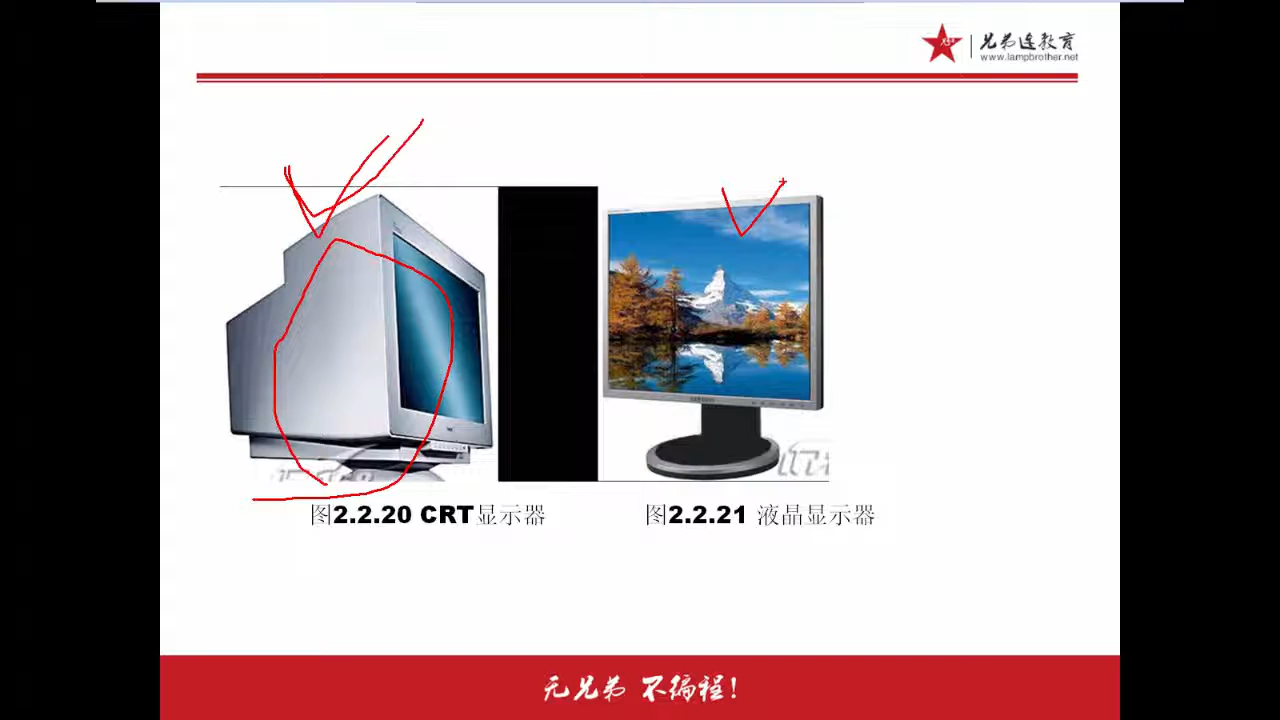 兄弟连教育
www.lampbrother.net
图2.2.20 CRT显示器
图2.2.21 液晶显示器
无兄弟 不编程!